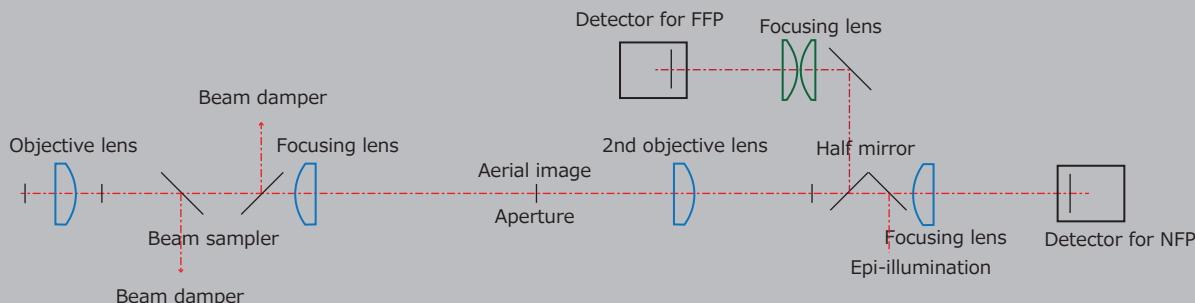 Detector for FFP
Focusing lens
Beam damper
Objective lens
Focusing lens
Aerial image
2nd objective lens
Half mirror
Aperture
Beam sampler
Focusing lens
Detector for NFP
Epi-illumination
Beam damper